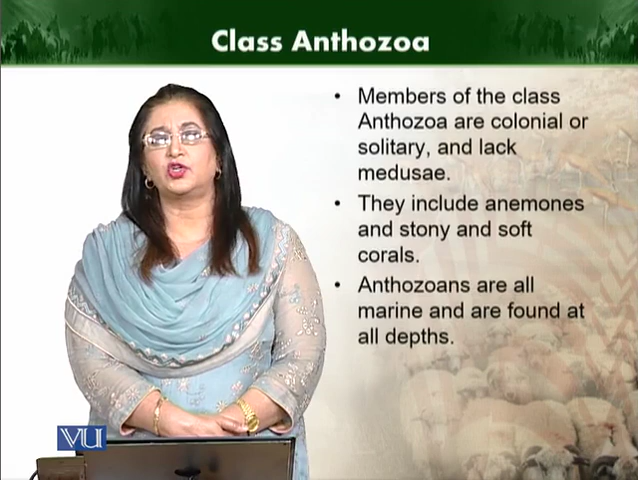 Class Anthozoa
• Members of the class
Anthozoa are colonial or
solitary, and lack
medusae.
• They include anemones
and stony and soft
corals.
• Anthozoans are all
marine and are found at
all depths.
VU